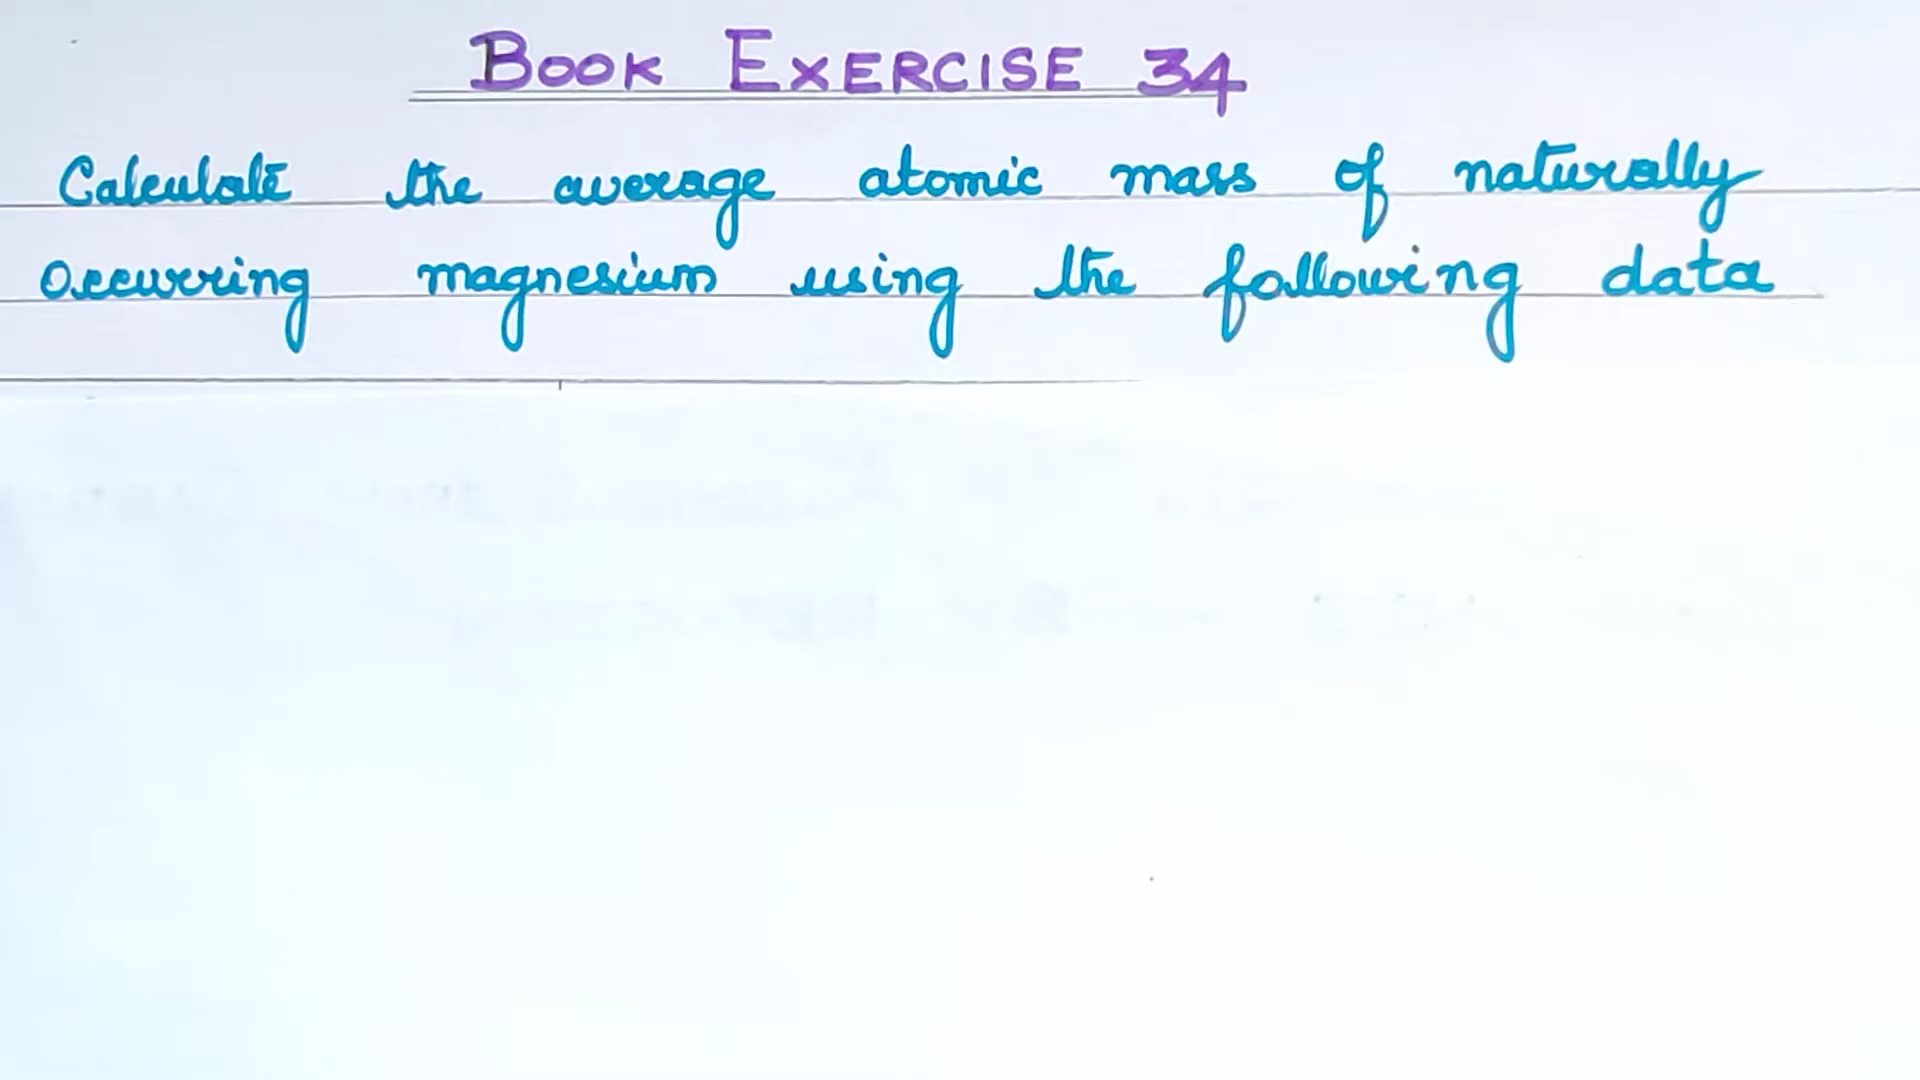 BOOK EXERCISE 34
Calculate the average atomic mass of naturally
occurring magnesium using the following data